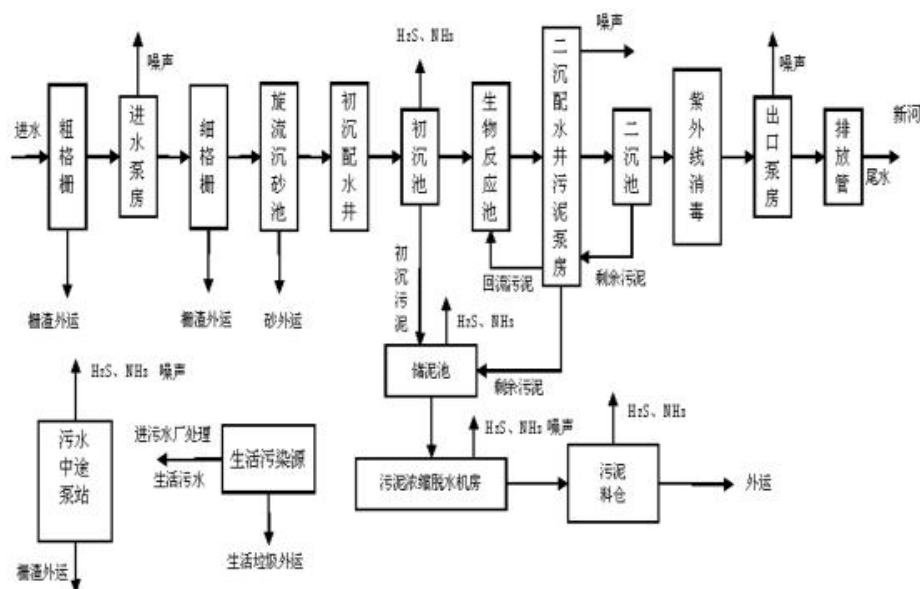 H₂S、NH₃
噪声
噪声
噪声
进水
粗格栅
进水泵房
细格栅
旋流沉砂池
初沉配水井
初沉池
生物反应池
二沉配水井污泥泵房
二沉池
紫外线消毒
出口泵房
排放管
新河
尾水
栅渣外运
栅渣外运
砂外运
初沉污泥
回流污泥
剩余污泥
H₂S、NH₃
储泥池
剩余污泥
H₂S、NH₃ 噪声
污水中途泵站
进污水厂处理
生活污水
生活污染源
生活垃圾外运
栅渣外运
H₂S、NH₃ 噪声
污泥浓缩脱水机房
H₂S、NH₃
污泥料仓
外运